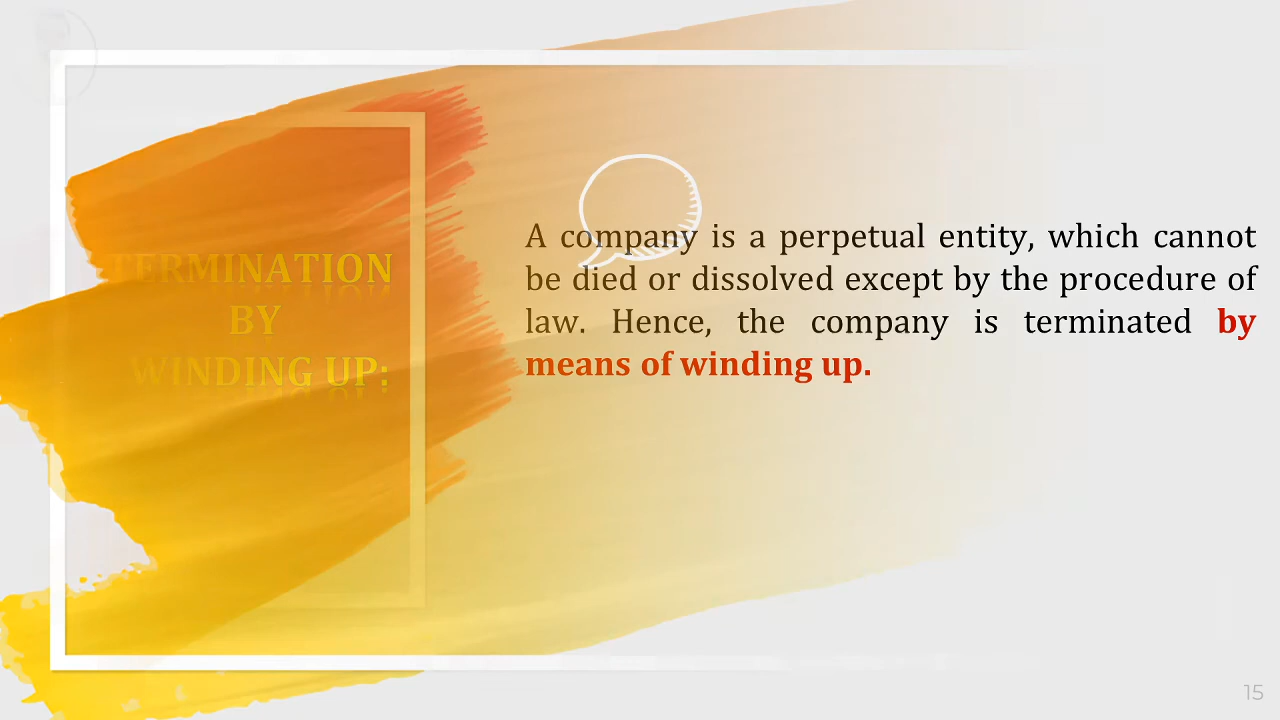 TERMINATION
BY
WINDING UP:
A company is a perpetual entity, which cannot
be died or dissolved except by the procedure of
law. Hence, the company is terminated by
means of winding up.
15